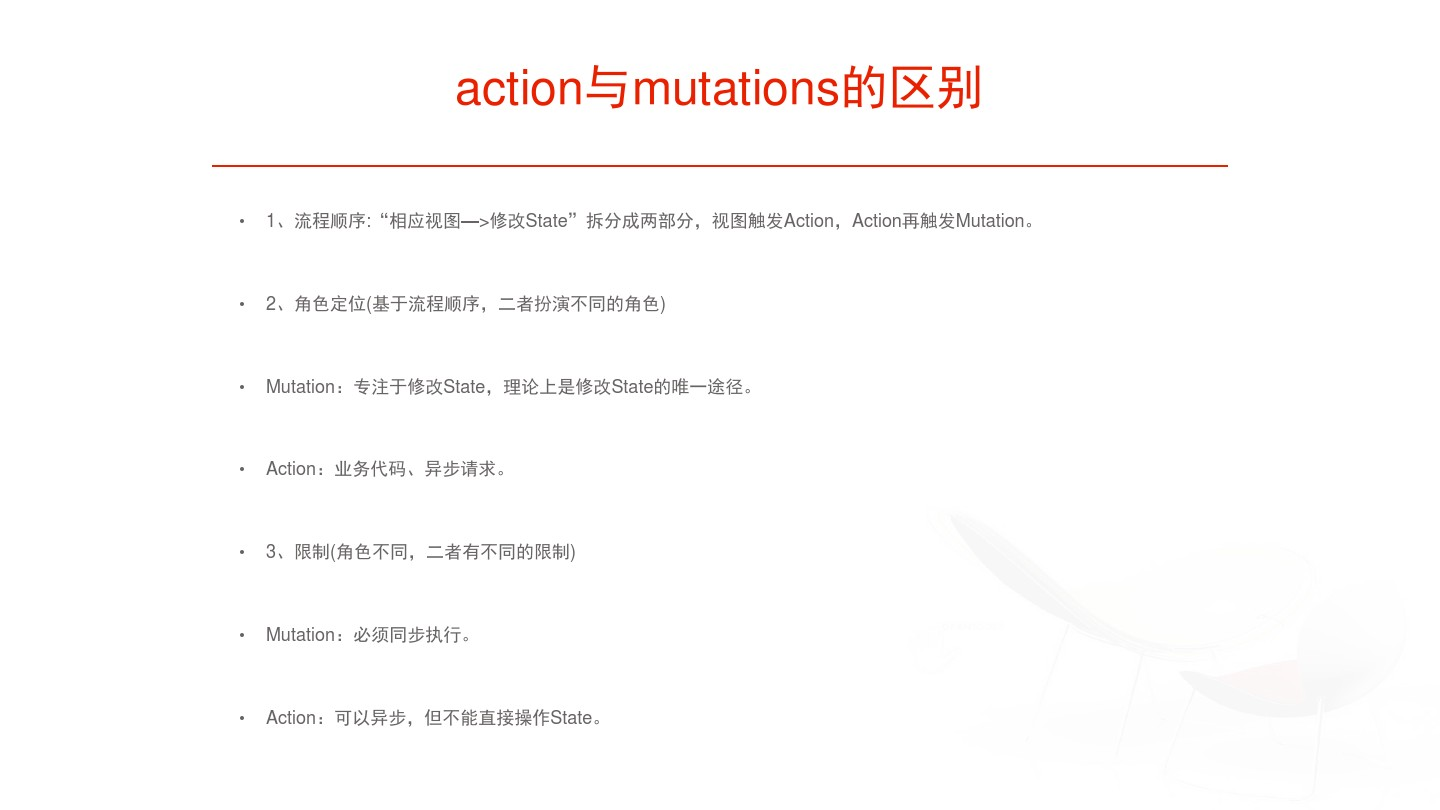 action与mutations的区别
• 1、流程顺序:“相应视图—>修改State”拆分成两部分，视图触发Action，Action再触发Mutation。
• 2、角色定位(基于流程顺序，二者扮演不同的角色)
• Mutation：专注于修改State，理论上是修改State的唯一途径。
• Action：业务代码、异步请求。
• 3、限制(角色不同，二者有不同的限制)
• Mutation：必须同步执行。
• Action：可以异步，但不能直接操作State。